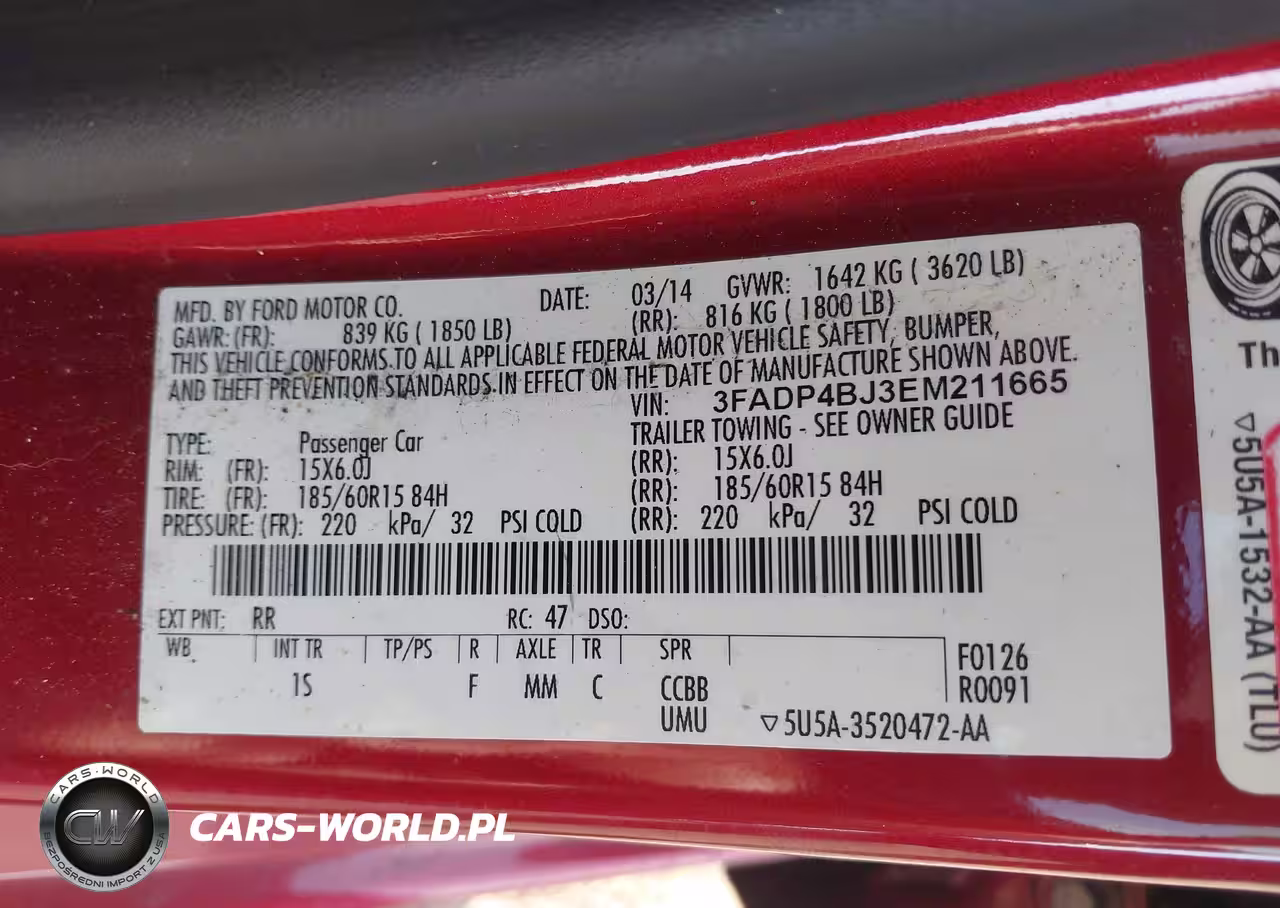 MFD. BY FORD MOTOR CO. DATE: 03/14 GVWR: 1642 KG ( 3620 LB)
GAWR: (FR): 839 KG ( 1850 LB) (RR): 816 KG ( 1800 LB)
THIS VEHICLE CONFORMS TO ALL APPLICABLE FEDERAL MOTOR VEHICLE SAFETY, BUMPER,
AND THEFT PREVENTION STANDARDS IN EFFECT ON THE DATE OF MANUFACTURE SHOWN ABOVE.
VIN: 3FADP4BJ3EM211665
TYPE: Passenger Car TRAILER TOWING - SEE OWNER GUIDE
RIM: (FR): 15X6.0J (RR): 15X6.0J
TIRE: (FR): 185/60R15 84H (RR): 185/60R15 84H
PRESSURE: (FR): 220 kPa/ 32 PSI COLD (RR): 220 kPa/ 32 PSI COLD
EXT PNT: RR RC: 47 DSO:
WB INT TR TP/PS R AXLE TR SPR F0126
1S F MM C CCBB R0091
UMU ▽5U5A-3520472-AA
Th
▽5U5A-1532-AA (TLU)
CARS-WORLD
CW
BEZPOŚREDNI IMPORT Z USA
CARS-WORLD.PL